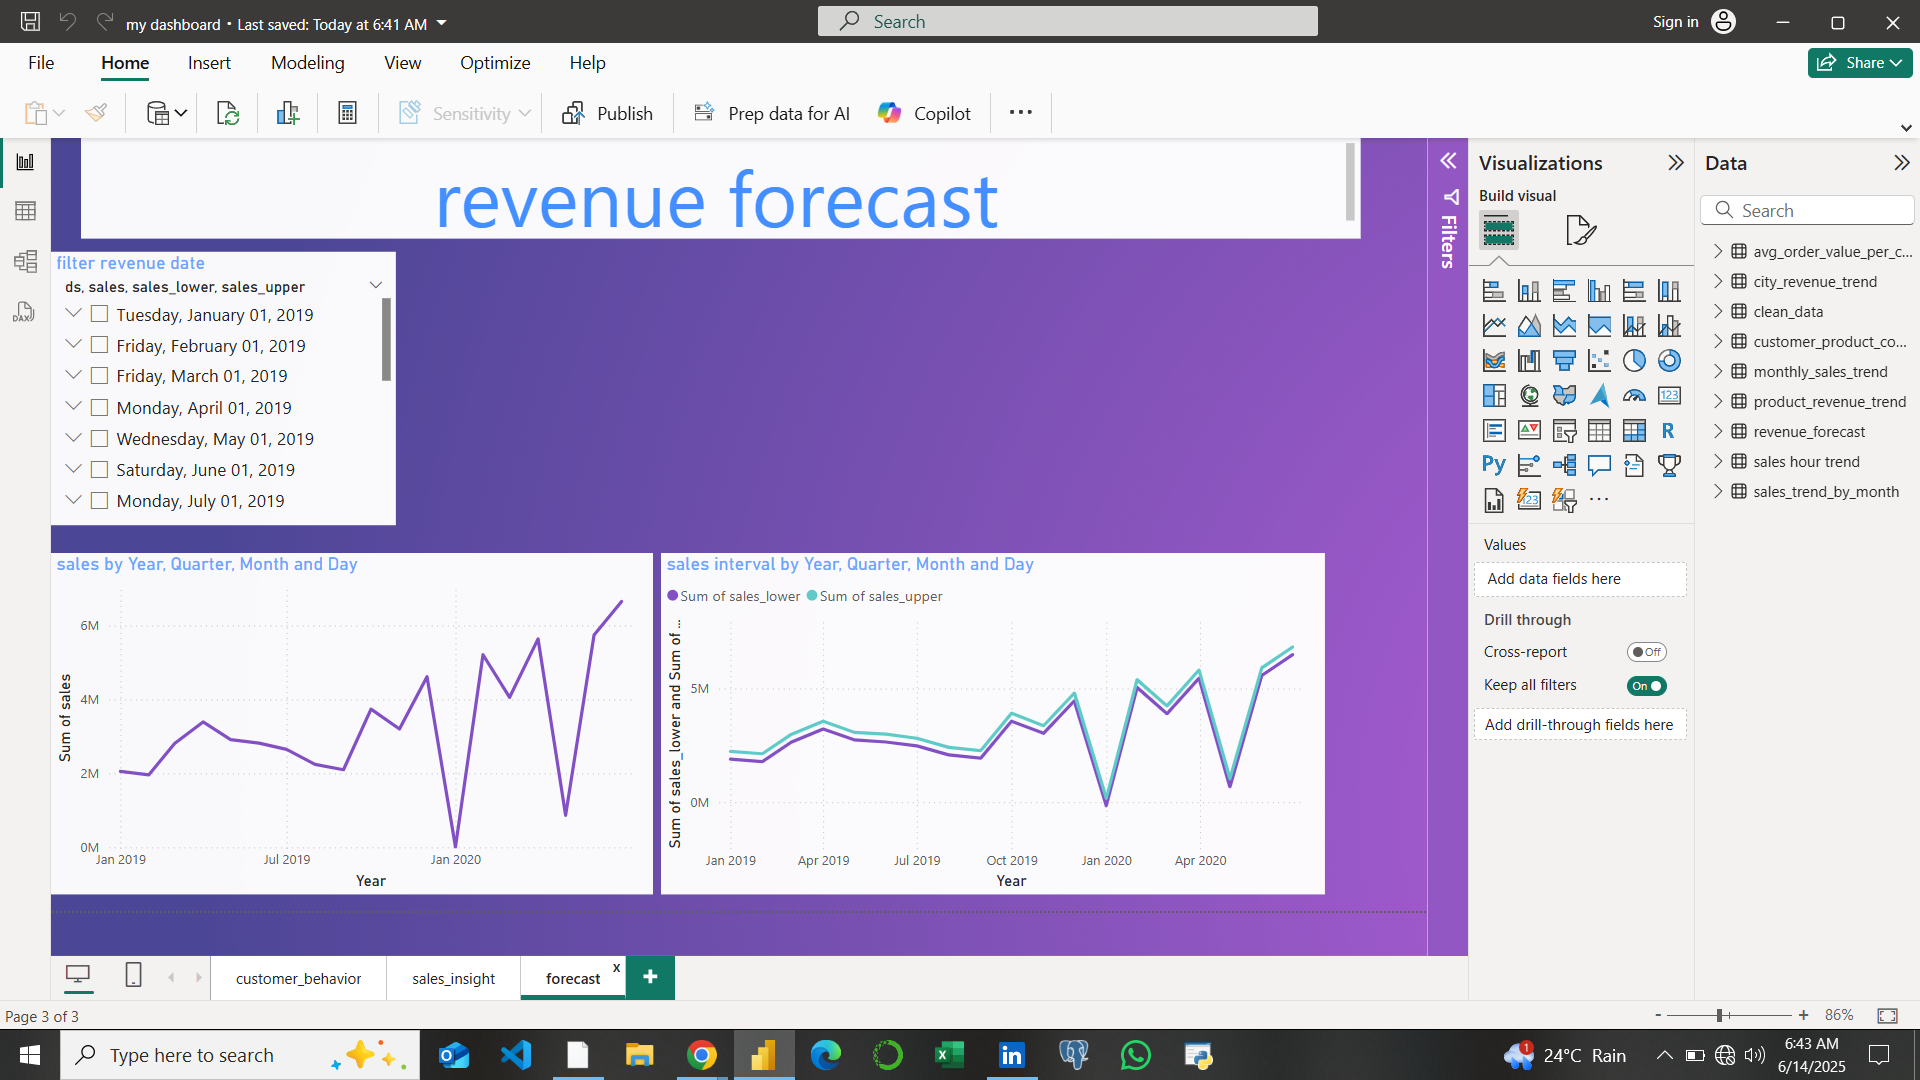 my dashboard • Last saved: Today at 6:41 AM
Search
Sign in
File
Home
Insert
Modeling
View
Optimize
Help
Share
Sensitivity
Publish
Prep data for AI
Copilot
revenue forecast
filter revenue date
ds, sales, sales_lower, sales_upper
Tuesday, January 01, 2019
Friday, February 01, 2019
Friday, March 01, 2019
Monday, April 01, 2019
Wednesday, May 01, 2019
Saturday, June 01, 2019
Monday, July 01, 2019
sales by Year, Quarter, Month and Day
Sum of sales
6M
4M
2M
0M
Jan 2019
Jul 2019
Jan 2020
Year
sales interval by Year, Quarter, Month and Day
Sum of sales_lower
Sum of sales_upper
Sum of sales_lower and Sum of ...
5M
0M
Jan 2019
Apr 2019
Jul 2019
Oct 2019
Jan 2020
Apr 2020
Year
Filters
Visualizations
Build visual
123
R
Py
123
Values
Add data fields here
Drill through
Cross-report
Off
Keep all filters
On
Add drill-through fields here
Data
Search
avg_order_value_per_c...
city_revenue_trend
clean_data
customer_product_co...
monthly_sales_trend
product_revenue_trend
revenue_forecast
sales hour trend
sales_trend_by_month
DAX
customer_behavior
sales_insight
forecast
x
+
Page 3 of 3
- + 86%
Type here to search
in
1
24°C Rain
6:43 AM
6/14/2025